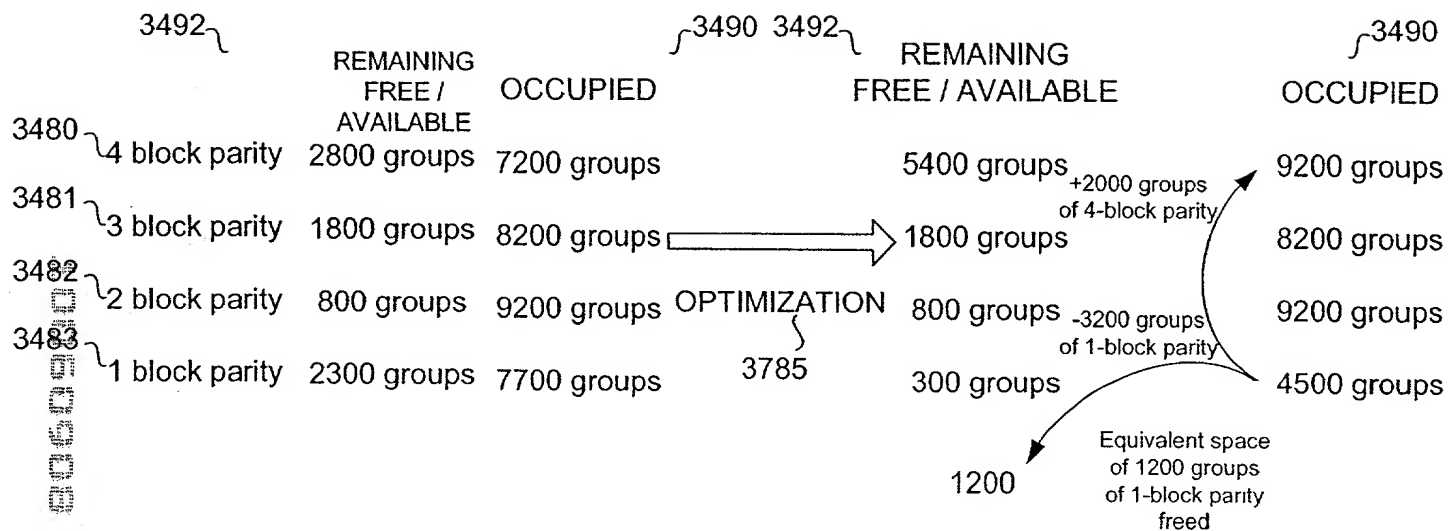 3492 3490 3492 3490
REMAINING
FREE /
AVAILABLE
OCCUPIED
REMAINING
FREE / AVAILABLE
OCCUPIED
3480 4 block parity 2800 groups 7200 groups 5400 groups 9200 groups
+2000 groups
of 4-block parity
3481 3 block parity 1800 groups 8200 groups 1800 groups 8200 groups
3482 2 block parity 800 groups 9200 groups OPTIMIZATION 800 groups 9200 groups
-3200 groups
of 1-block parity
3483 1 block parity 2300 groups 7700 groups 3785 300 groups 4500 groups
1200
Equivalent space
of 1200 groups
of 1-block parity
freed